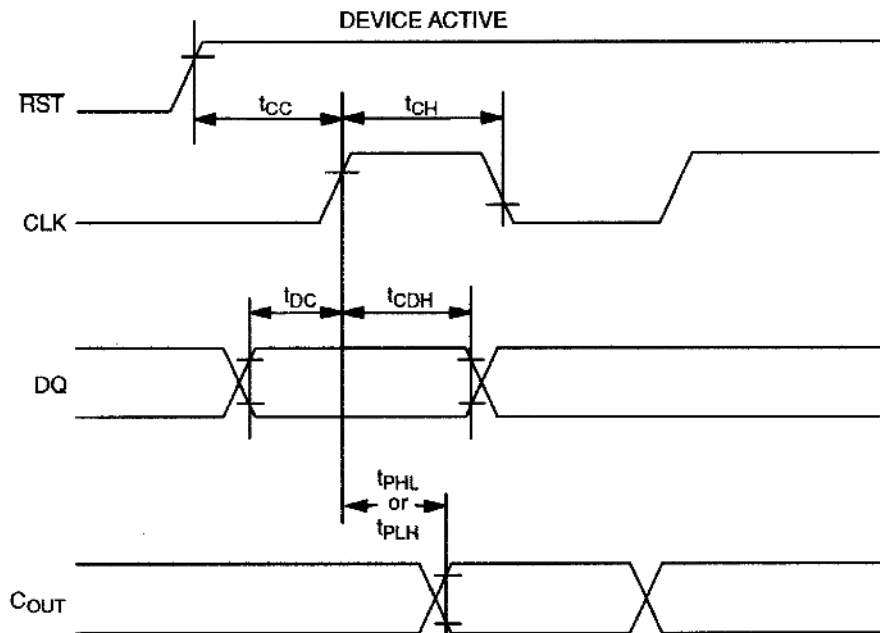 DEVICE ACTIVE
RST
tCC
tCH
CLK
tDC
tCDH
DQ
tPHL
or
tPLH
COUT